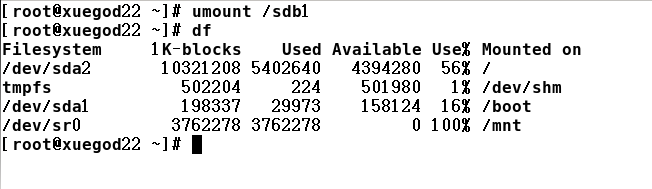 [root@xuegod22 ~]# umount /sdb1
[root@xuegod22 ~]# df
Filesystem     1K-blocks    Used Available Use% Mounted on
/dev/sda2       10321208 5402640   4394280  56% /
tmpfs             502204     224    501980   1% /dev/shm
/dev/sda1         198337   29973    158124  16% /boot
/dev/sr0         3762278 3762278         0 100% /mnt
[root@xuegod22 ~]#